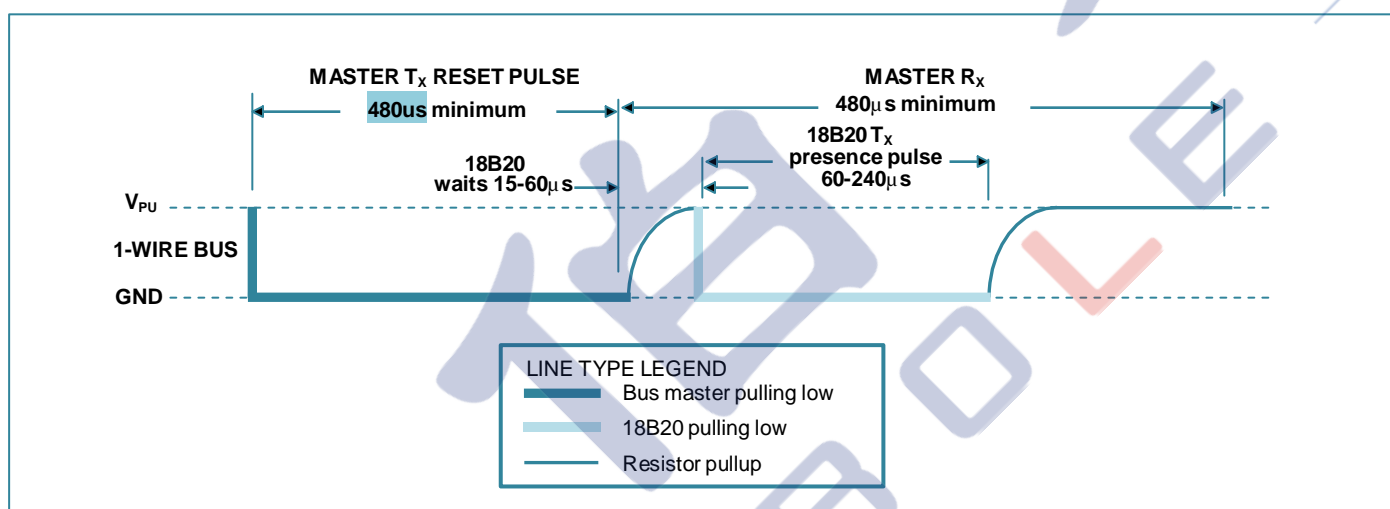 MASTER TX RESET PULSE
480us minimum
MASTER RX
480μs minimum
18B20
waits 15-60μs
18B20 TX
presence pulse
60-240μs
VPU
1-WIRE BUS
GND
LINE TYPE LEGEND
Bus master pulling low
18B20 pulling low
Resistor pullup